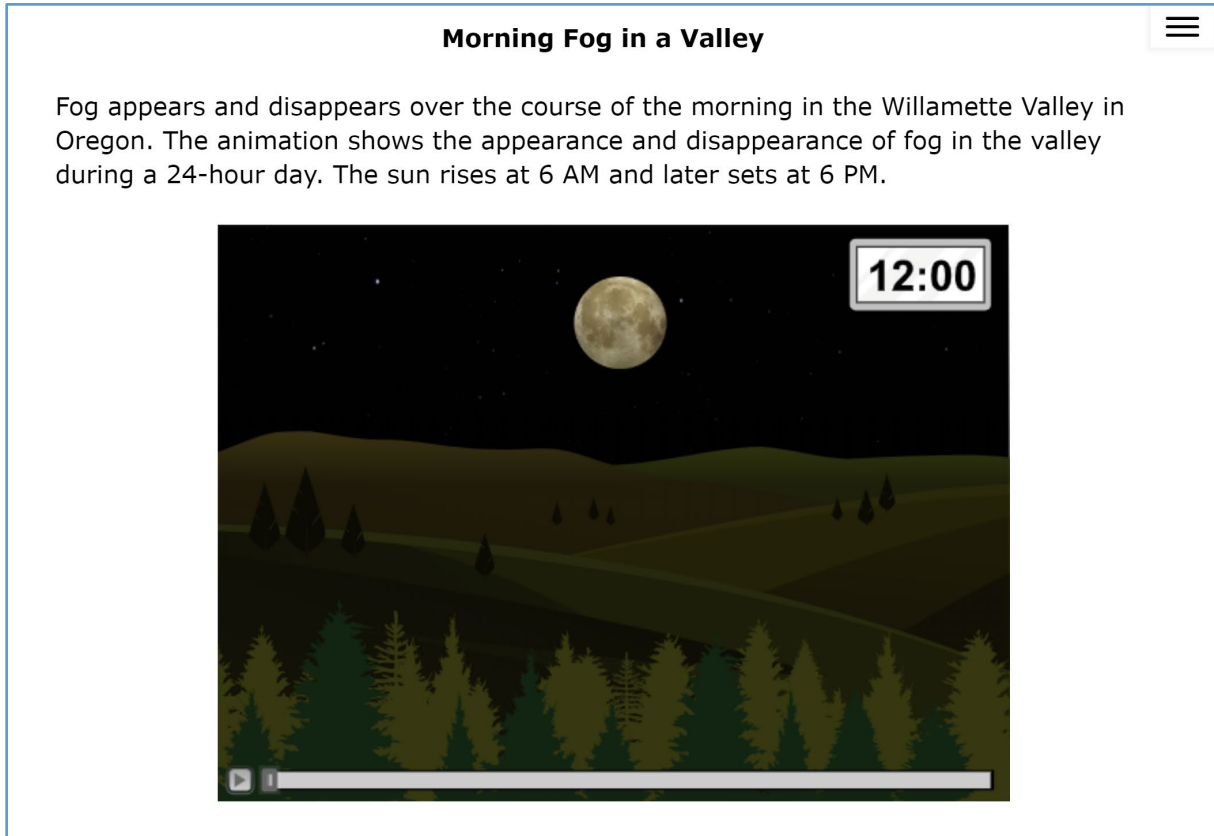 Morning Fog in a Valley
Fog appears and disappears over the course of the morning in the Willamette Valley in
Oregon. The animation shows the appearance and disappearance of fog in the valley
during a 24-hour day. The sun rises at 6 AM and later sets at 6 PM.
12:00